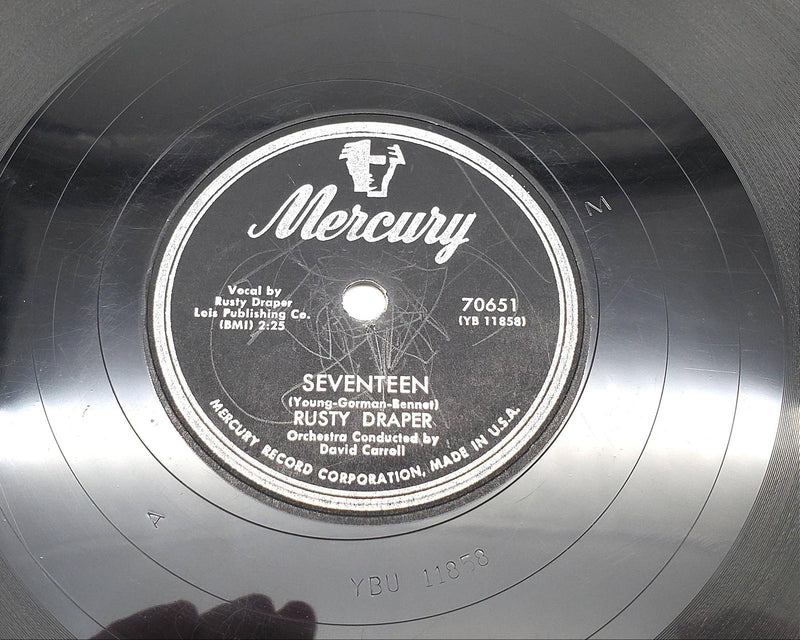 Mercury
Vocal by
Rusty Draper
Lois Publishing Co.
(BMI) 2:25
70651
(YB 11858)
SEVENTEEN
(Young-Gorman-Bennet)
RUSTY DRAPER
Orchestra Conducted by
David Carroll
MERCURY RECORD CORPORATION, MADE IN U.S.A.
M
A
YBU 11858